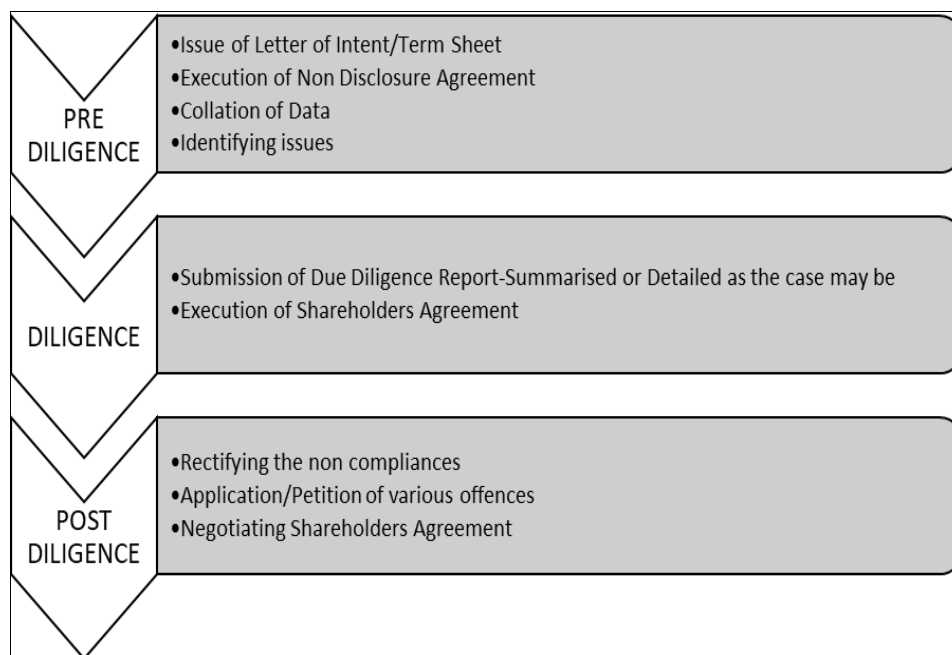 PRE
DILIGENCE
•Issue of Letter of Intent/Term Sheet
•Execution of Non Disclosure Agreement
•Collation of Data
•Identifying issues
DILIGENCE
•Submission of Due Diligence Report-Summarised or Detailed as the case may be
•Execution of Shareholders Agreement
POST
DILIGENCE
•Rectifying the non compliances
•Application/Petition of various offences
•Negotiating Shareholders Agreement